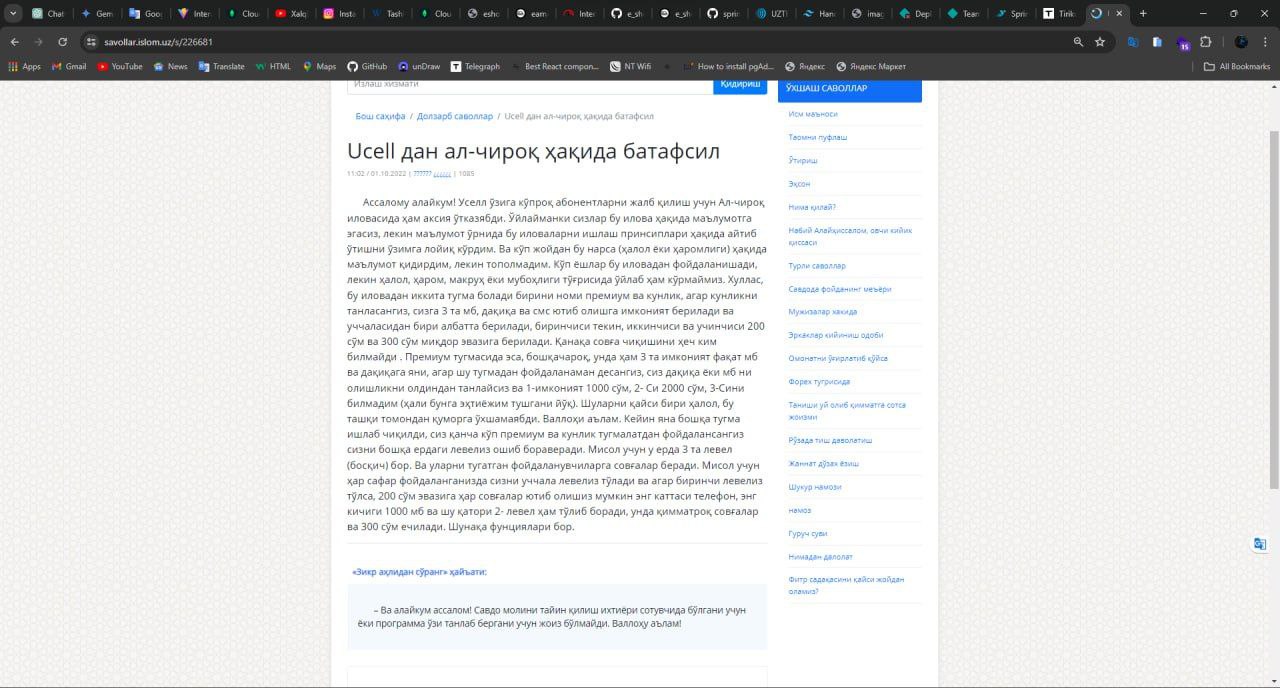 Chat
Gem
Goo
Inter
Clou
Xalq
Insta
Tash
Clou
esho
eam
Inte
e_sh
e_sh
sprin
UZTI
Han
imag
Depl
Team
Sprin
Tirik
savollar.islom.uz/s/226681
15
Apps
Gmail
YouTube
News
Translate
HTML
Maps
GitHub
unDraw
Telegraph
Best React compon...
NT Wifi
How to install pgAd...
Яндекс
Яндекс Маркет
All Bookmarks
Излаш хизмати
Қидириш
Бош саҳифа / Долзарб саволлар / Ucell дан ал-чироқ ҳақида батафсил
Ucell дан ал-чироқ ҳақида батафсил
11:02 / 01.10.2022 | ?????? ¿¿¿¿¿¿ | 1085
Ассалому алайкум! Уселл ўзига кўпроқ абонентларни жалб қилиш учун Ал-чироқ
иловасида ҳам аксия ўтказябди. Ўйлайманки сизлар бу илова ҳақида маълумотга
эгасиз, лекин маълумот ўрнида бу иловаларни ишлаш принсиплари ҳақида айтиб
ўтишни ўзимга лойиқ кўрдим. Ва кўп жойдан бу нарса (ҳалол ёки ҳаромлиги) ҳақида
маълумот қидирдим, лекин тополмадим. Кўп ёшлар бу иловадан фойдаланишади,
лекин ҳалол, ҳаром, макруҳ ёки мубоҳлиги тўғрисида ўйлаб ҳам кўрмаймиз. Хуллас,
бу иловадан иккита тугма болади бирини номи премиум ва кунлик, агар кунликни
танласангиз, сизга 3 та мб, дақиқа ва смс ютиб олишга имконият берилади ва
уччаласидан бири албатта берилади, биринчиси текин, иккинчиси ва учинчиси 200
сўм ва 300 сўм миқдор эвазига берилади. Қанақа совға чиқишини ҳеч ким
билмайди . Премиум тугмасида эса, бошқачароқ, унда ҳам 3 та имконият фақат мб
ва дақиқага яни, агар шу тугмадан фойдаланаман десангиз, сиз дақиқа ёки мб ни
олишликни олдиндан танлайсиз ва 1-имконият 1000 сўм, 2- Си 2000 сўм, 3-Сини
билмадим (ҳали бунга эҳтиёжим тушгани йўқ). Шуларни қайси бири ҳалол, бу
ташқи томондан қуморга ўхшамаябди. Валлоҳи аълам. Кейин яна бошқа тугма
ишлаб чиқилди, сиз қанча кўп премиум ва кунлик тугмалатдан фойдалансангиз
сизни бошқа ердаги левелиз ошиб бораверади. Мисол учун у ерда 3 та левел
(босқич) бор. Ва уларни тугатган фойдаланувчиларга совғалар беради. Мисол учун
ҳар сафар фойдаланганизда сизни уччала левелиз тўлади ва агар биринчи левелиз
тўлса, 200 сўм эвазига ҳар совғалар ютиб олишиз мумкин энг каттаси телефон, энг
кичиги 1000 мб ва шу қатори 2- левел ҳам тўлиб боради, унда қимматроқ совғалар
ва 300 сўм ечилади. Шунақа фунциялари бор.
«Зикр аҳлидан сўранг» ҳайъати:
– Ва алайкум ассалом! Савдо молини тайин қилиш ихтиёри сотувчида бўлгани учун
ёки программа ўзи танлаб бергани учун жоиз бўлмайди. Валлоҳу аълам!
ЎХШАШ САВОЛЛАР
Исм маъноси
Таомни пуфлаш
Ўтириш
Эҳсон
Нима қилай?
Набий Алайҳиссалом, овчи кийик
қиссаси
Турли саволлар
Савдода фойданинг меъёри
Мужизалар хакида
Эркаклар кийиниш одоби
Омонатни ўғирлатиб қўйса
Форех тугрисида
Таниши уй олиб қимматга сотса
жоизми
Рўзада тиш даволатиш
Жаннат дўзах ёзиш
Шукур намози
намоз
Гуруч суви
Нимадан далолат
Фитр садақасини қайси жойдан
оламиз?